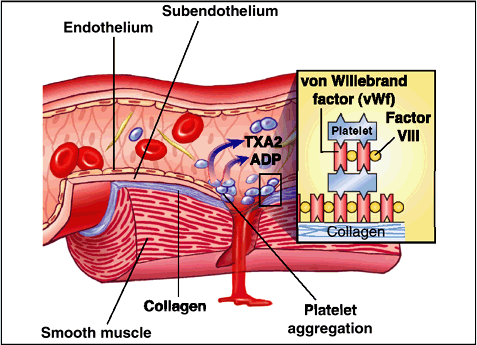 Subendothelium
Endothelium
von Willebrand
factor (vWf)
Factor
VIII
Platelet
TXA2
ADP
Collagen
Collagen
Platelet
aggregation
Smooth muscle